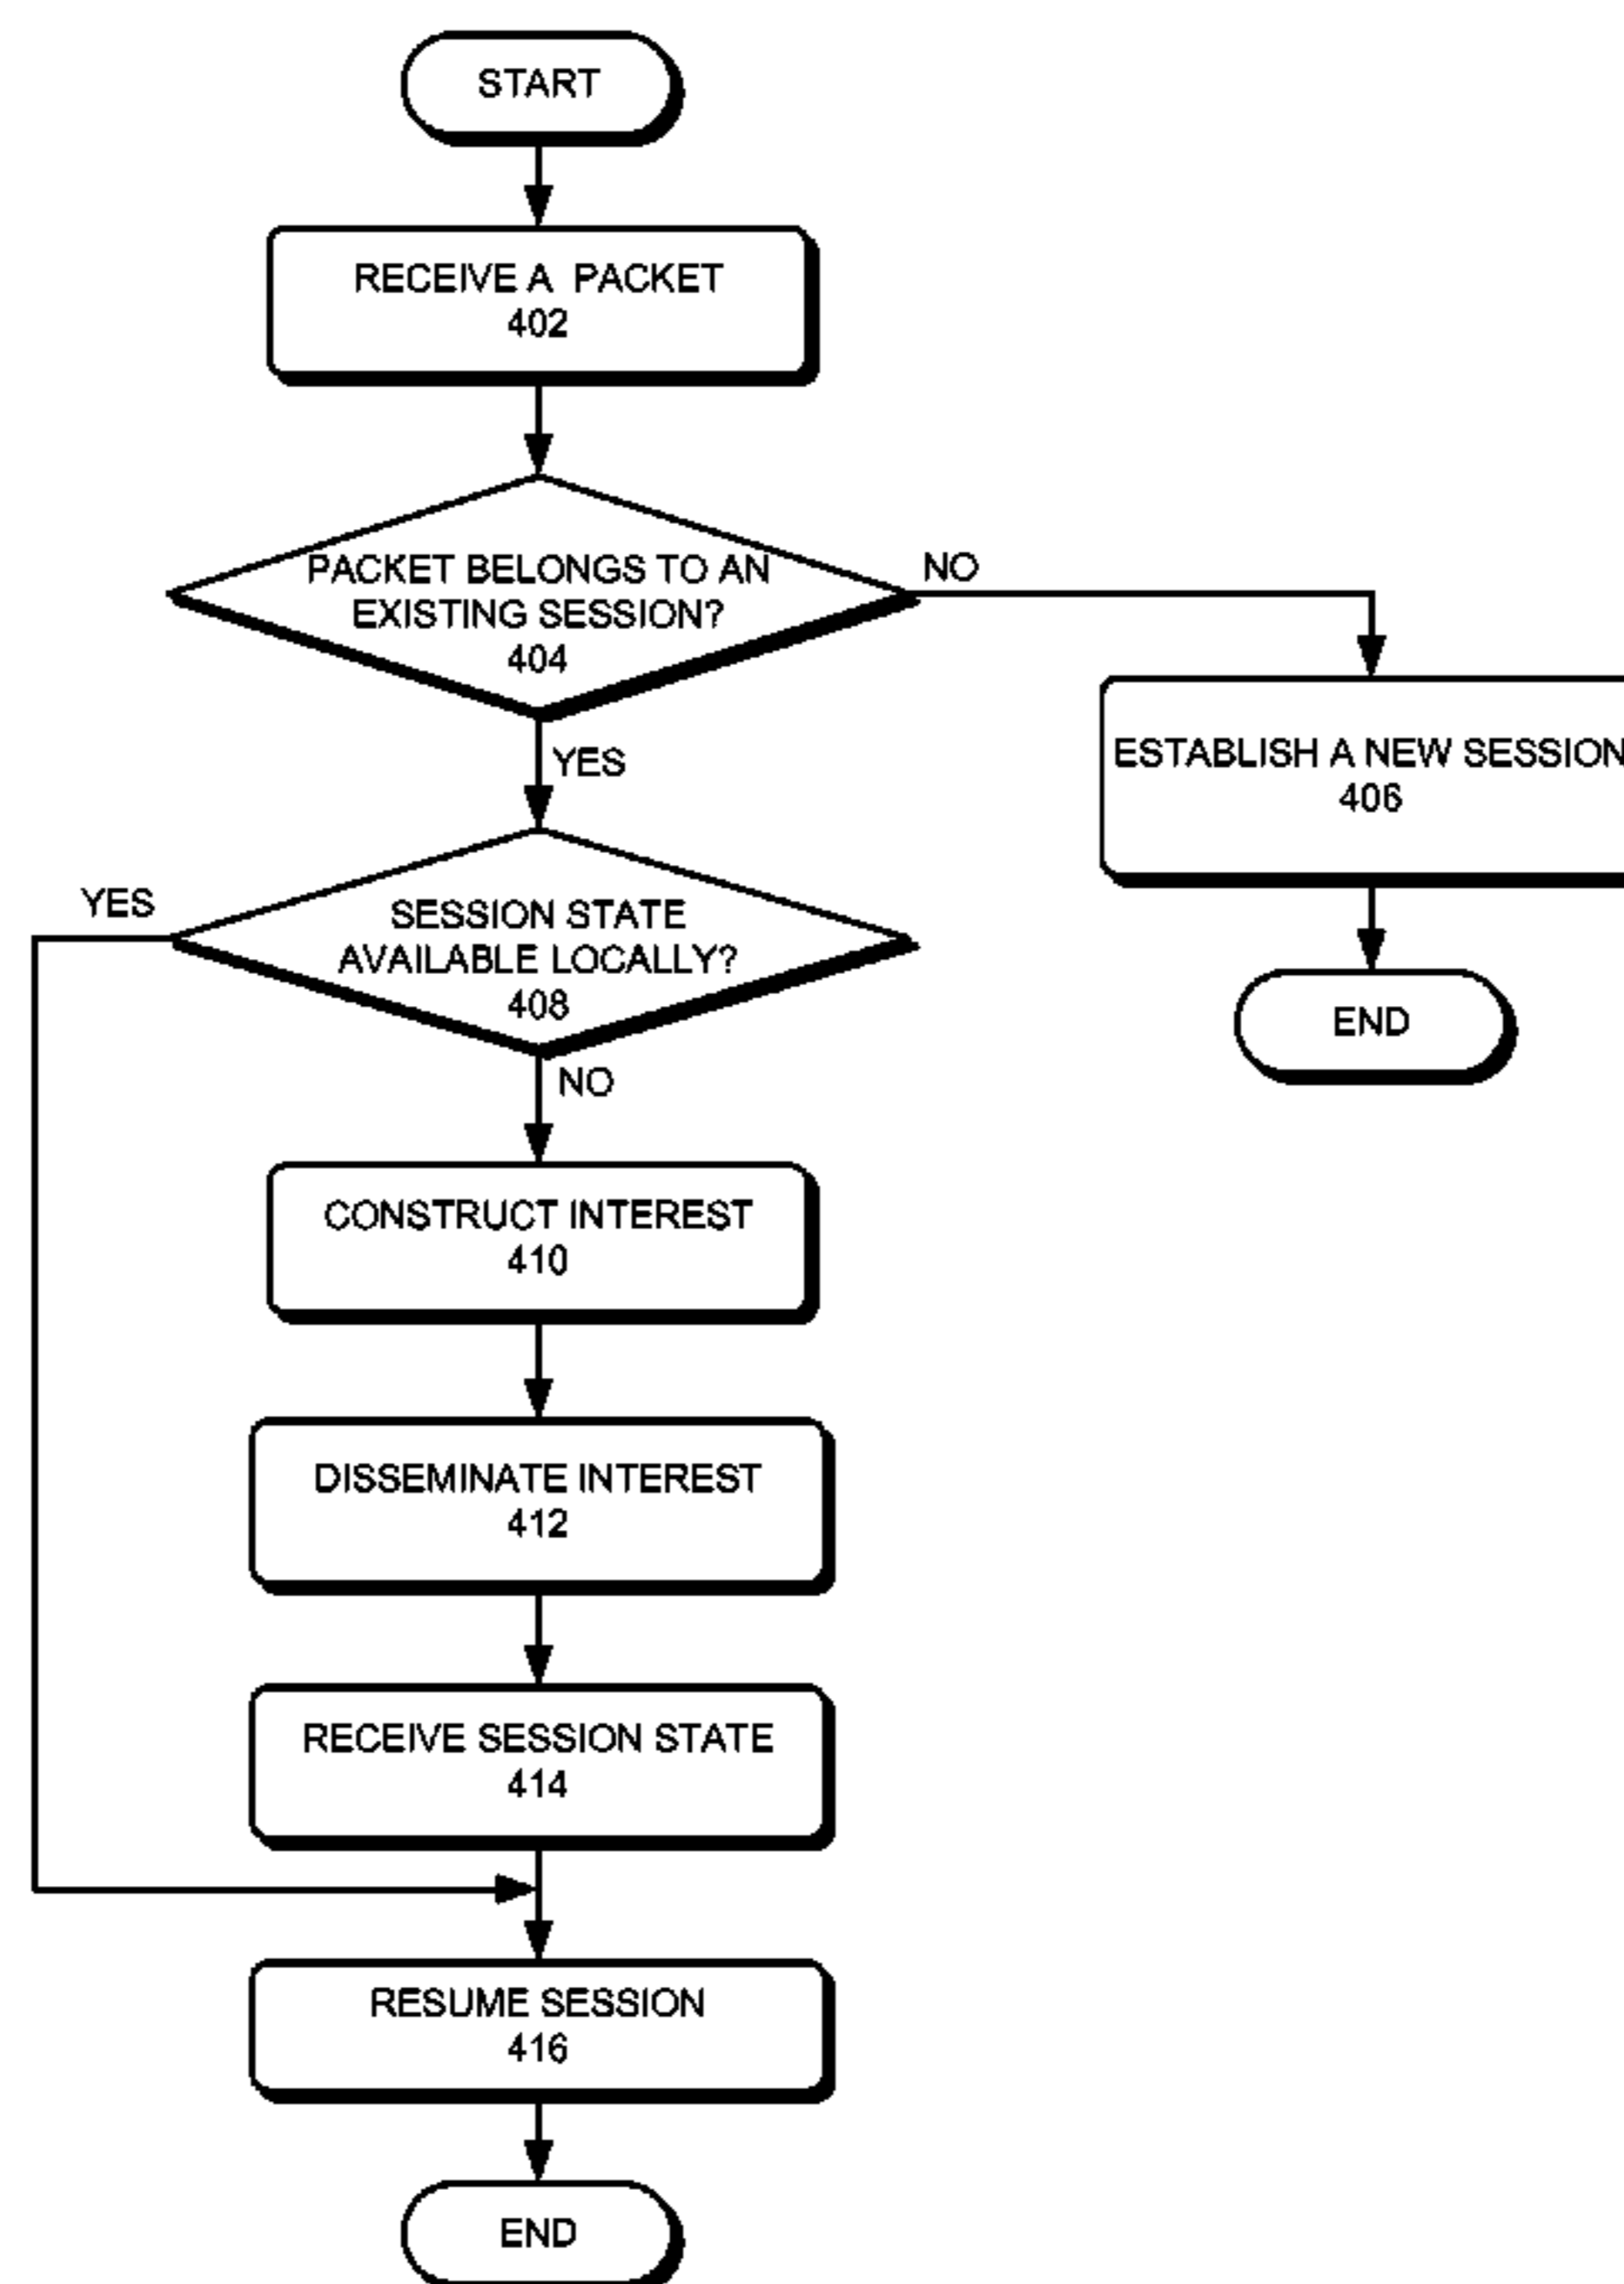 START
RECEIVE A PACKET
402
PACKET BELONGS TO AN
EXISTING SESSION?
404
NO
YES
ESTABLISH A NEW SESSION
406
YES
SESSION STATE
AVAILABLE LOCALLY?
408
END
NO
CONSTRUCT INTEREST
410
DISSEMINATE INTEREST
412
RECEIVE SESSION STATE
414
RESUME SESSION
416
END